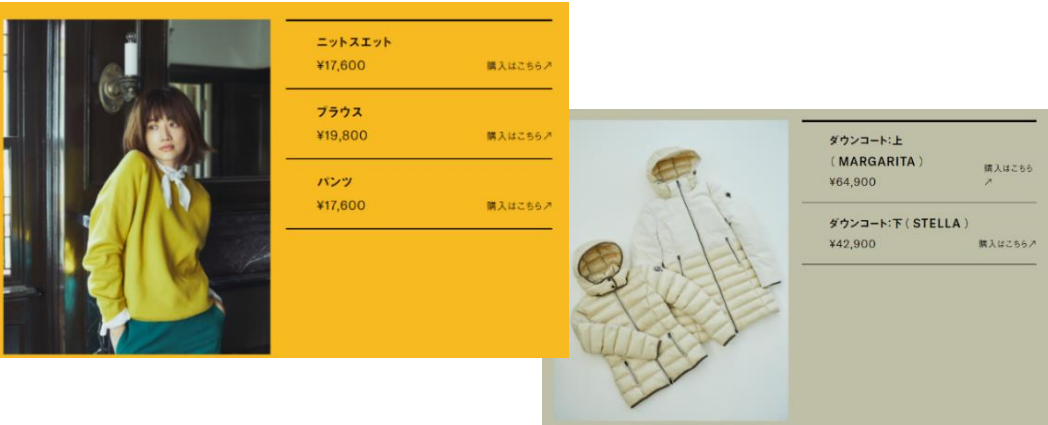 ニットスエット
¥17,600
購入はこちら↗
ブラウス
¥19,800
購入はこちら↗
パンツ
¥17,600
購入はこちら↗
ダウンコート:上
( MARGARITA )
¥64,900
購入はこちら
↗
ダウンコート:下 ( STELLA )
¥42,900
購入はこちら↗